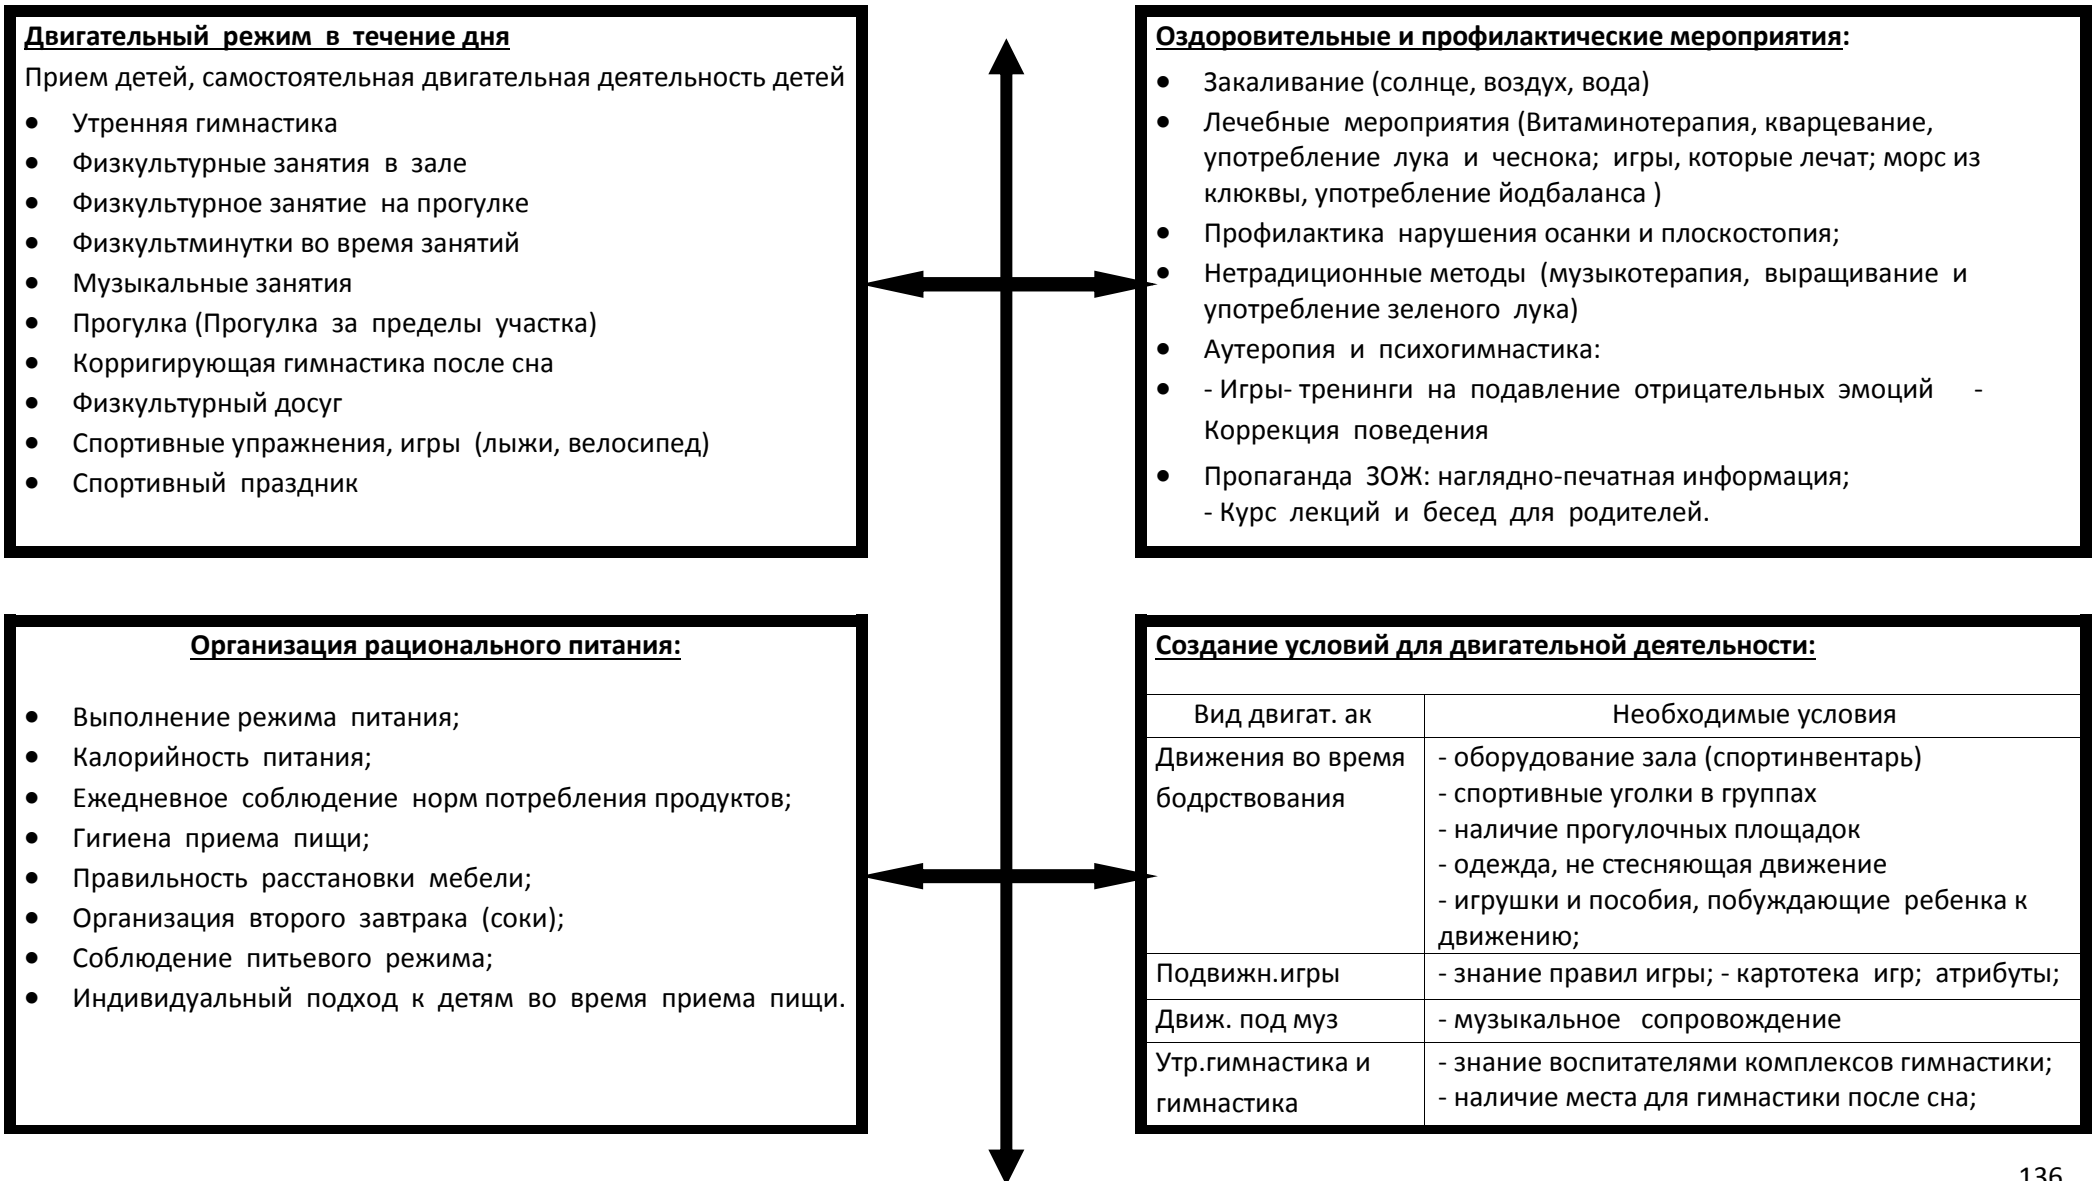 Двигательный режим в течение дня
Прием детей, самостоятельная двигательная деятельность детей
• Утренняя гимнастика
• Физкультурные занятия в зале
• Физкультурное занятие на прогулке
• Физкультминутки во время занятий
• Музыкальные занятия
• Прогулка (Прогулка за пределы участка)
• Корригирующая гимнастика после сна
• Физкультурный досуг
• Спортивные упражнения, игры (лыжи, велосипед)
• Спортивный праздник
Оздоровительные и профилактические мероприятия:
• Закаливание (солнце, воздух, вода)
• Лечебные мероприятия (Витаминотерапия, кварцевание,
употребление лука и чеснока; игры, которые лечат; морс из
клюквы, употребление йодбаланса )
• Профилактика нарушения осанки и плоскостопия;
• Нетрадиционные методы (музыкотерапия, выращивание и
употребление зеленого лука)
• Аутеропия и психогимнастика:
• - Игры- тренинги на подавление отрицательных эмоций -
Коррекция поведения
• Пропаганда ЗОЖ: наглядно-печатная информация;
- Курс лекций и бесед для родителей.
Организация рационального питания:
• Выполнение режима питания;
• Калорийность питания;
• Ежедневное соблюдение норм потребления продуктов;
• Гигиена приема пищи;
• Правильность расстановки мебели;
• Организация второго завтрака (соки);
• Соблюдение питьевого режима;
• Индивидуальный подход к детям во время приема пищи.
Создание условий для двигательной деятельности:
Вид двигат. ак
Необходимые условия
Движения во время
бодрствования
- оборудование зала (спортинвентарь)
- спортивные уголки в группах
- наличие прогулочных площадок
- одежда, не стесняющая движение
- игрушки и пособия, побуждающие ребенка к
движению;
Подвижн.игры
- знание правил игры; - картотека игр; атрибуты;
Движ. под муз
- музыкальное сопровождение
Утр.гимнастика и
гимнастика
- знание воспитателями комплексов гимнастики;
- наличие места для гимнастики после сна;
136